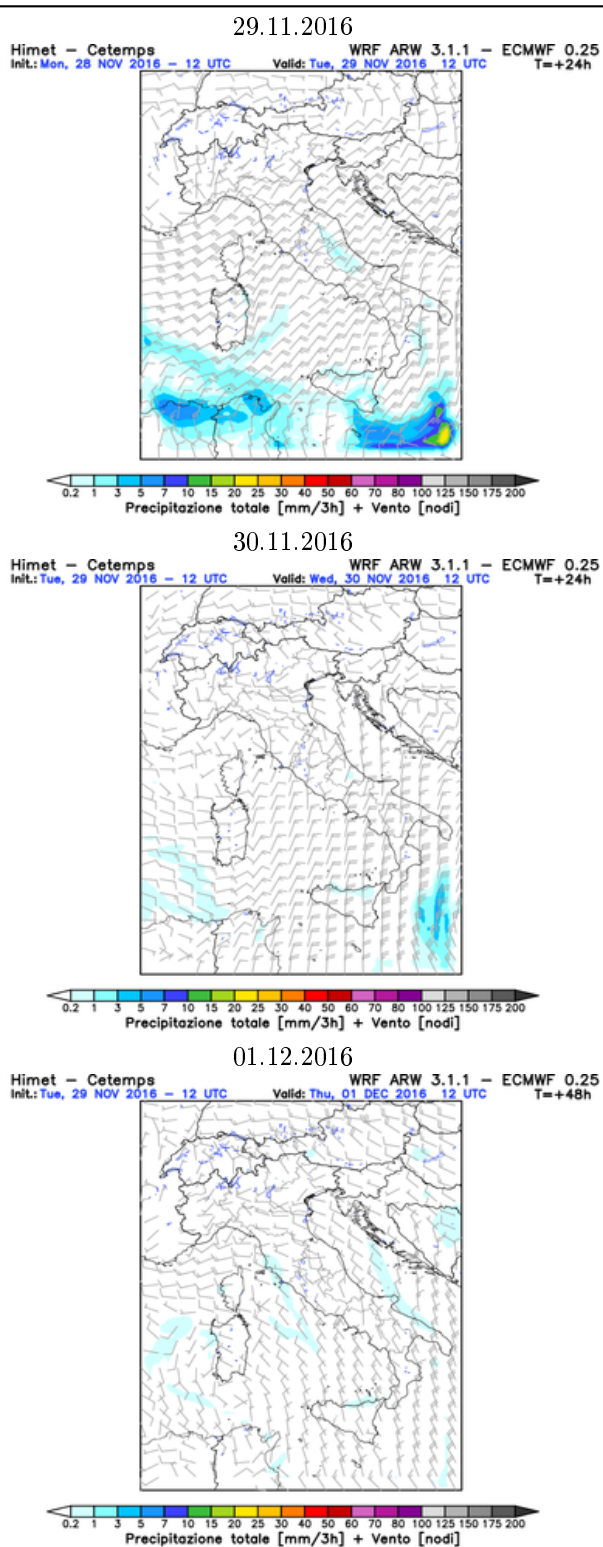 29.11.2016
Himet – Cetemps WRF ARW 3.1.1 – ECMWF 0.25
Init.: Mon, 28 NOV 2016 – 12 UTC Valid: Tue, 29 NOV 2016 12 UTC T=+24h
0.2 1 3 5 7 10 15 20 25 30 40 50 60 70 80 100 125 150 175 200
Precipitazione totale [mm/3h] + Vento [nodi]
30.11.2016
Himet – Cetemps WRF ARW 3.1.1 – ECMWF 0.25
Init.: Tue, 29 NOV 2016 – 12 UTC Valid: Wed, 30 NOV 2016 12 UTC T=+24h
0.2 1 3 5 7 10 15 20 25 30 40 50 60 70 80 100 125 150 175 200
Precipitazione totale [mm/3h] + Vento [nodi]
01.12.2016
Himet – Cetemps WRF ARW 3.1.1 – ECMWF 0.25
Init.: Tue, 29 NOV 2016 – 12 UTC Valid: Thu, 01 DEC 2016 12 UTC T=+48h
0.2 1 3 5 7 10 15 20 25 30 40 50 60 70 80 100 125 150 175 200
Precipitazione totale [mm/3h] + Vento [nodi]